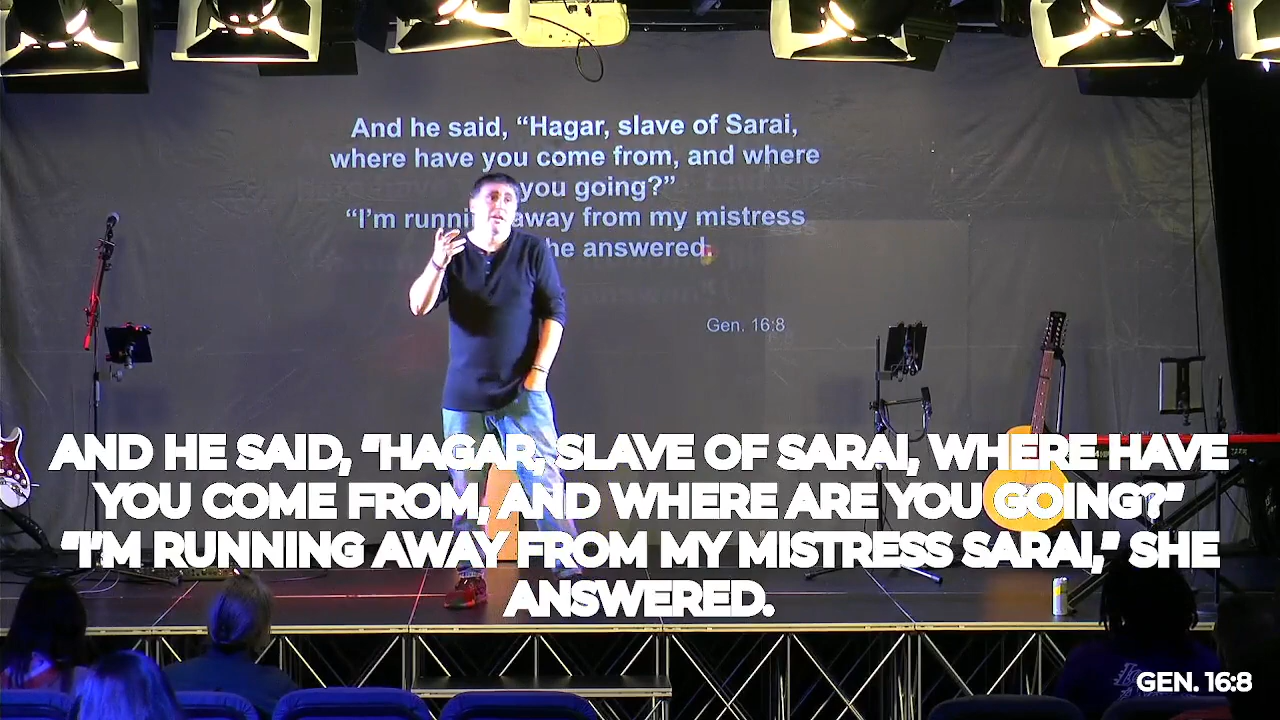 And he said, “Hagar, slave of Sarai,
where have you come from, and where
you going?”
“I’m runni away from my mistress
he answered.
Gen. 16:8
AND HE SAID, “HAGAR, SLAVE OF SARAI, WHERE HAVE
YOU COME FROM, AND WHERE ARE YOU GOING?”
“I’M RUNNING AWAY FROM MY MISTRESS SARAI,” SHE
ANSWERED.
GEN. 16:8